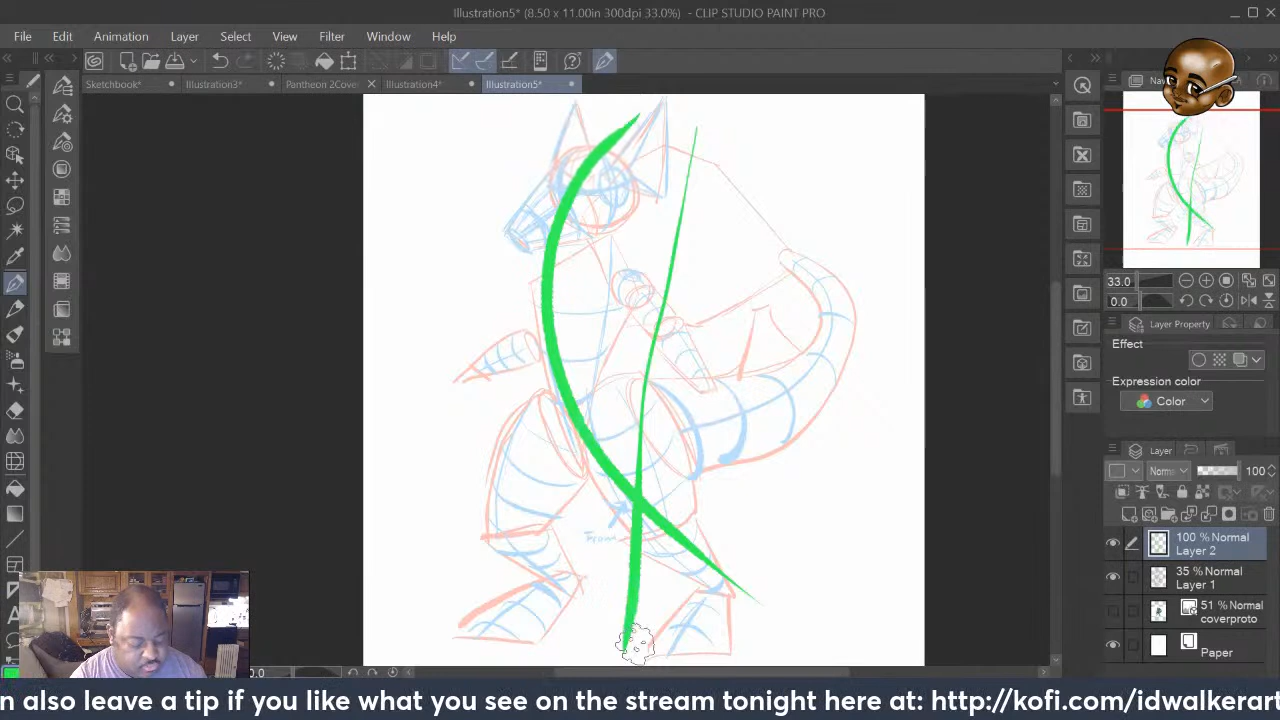 Illustration5* (8.50 x 11.00in 300dpi 33.0%) - CLIP STUDIO PAINT PRO
File Edit Animation Layer Select View Filter Window Help
Sketchbook* Illustration3* Pantheon 2Cove Illustration4* Illustration5*
33.0
0.0
Layer Property
Effect
Expression color
Color
Layer
Norm 100
100 % Normal
Layer 2
35 % Normal
Layer 1
51 % Normal
coverproto
Paper
0.0
n also leave a tip if you like what you see on the stream tonight here at: http://kofi.com/idwalkerart